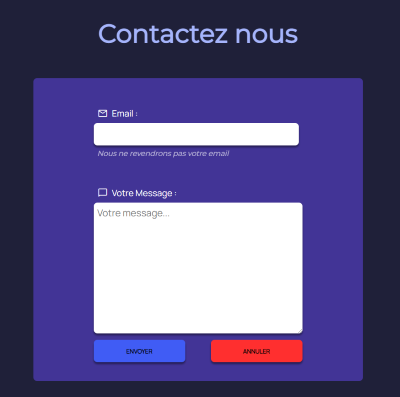 Contactez nous
Email :
Nous ne revendrons pas votre email
Votre Message :
Votre message...
ENVOYER
ANNULER